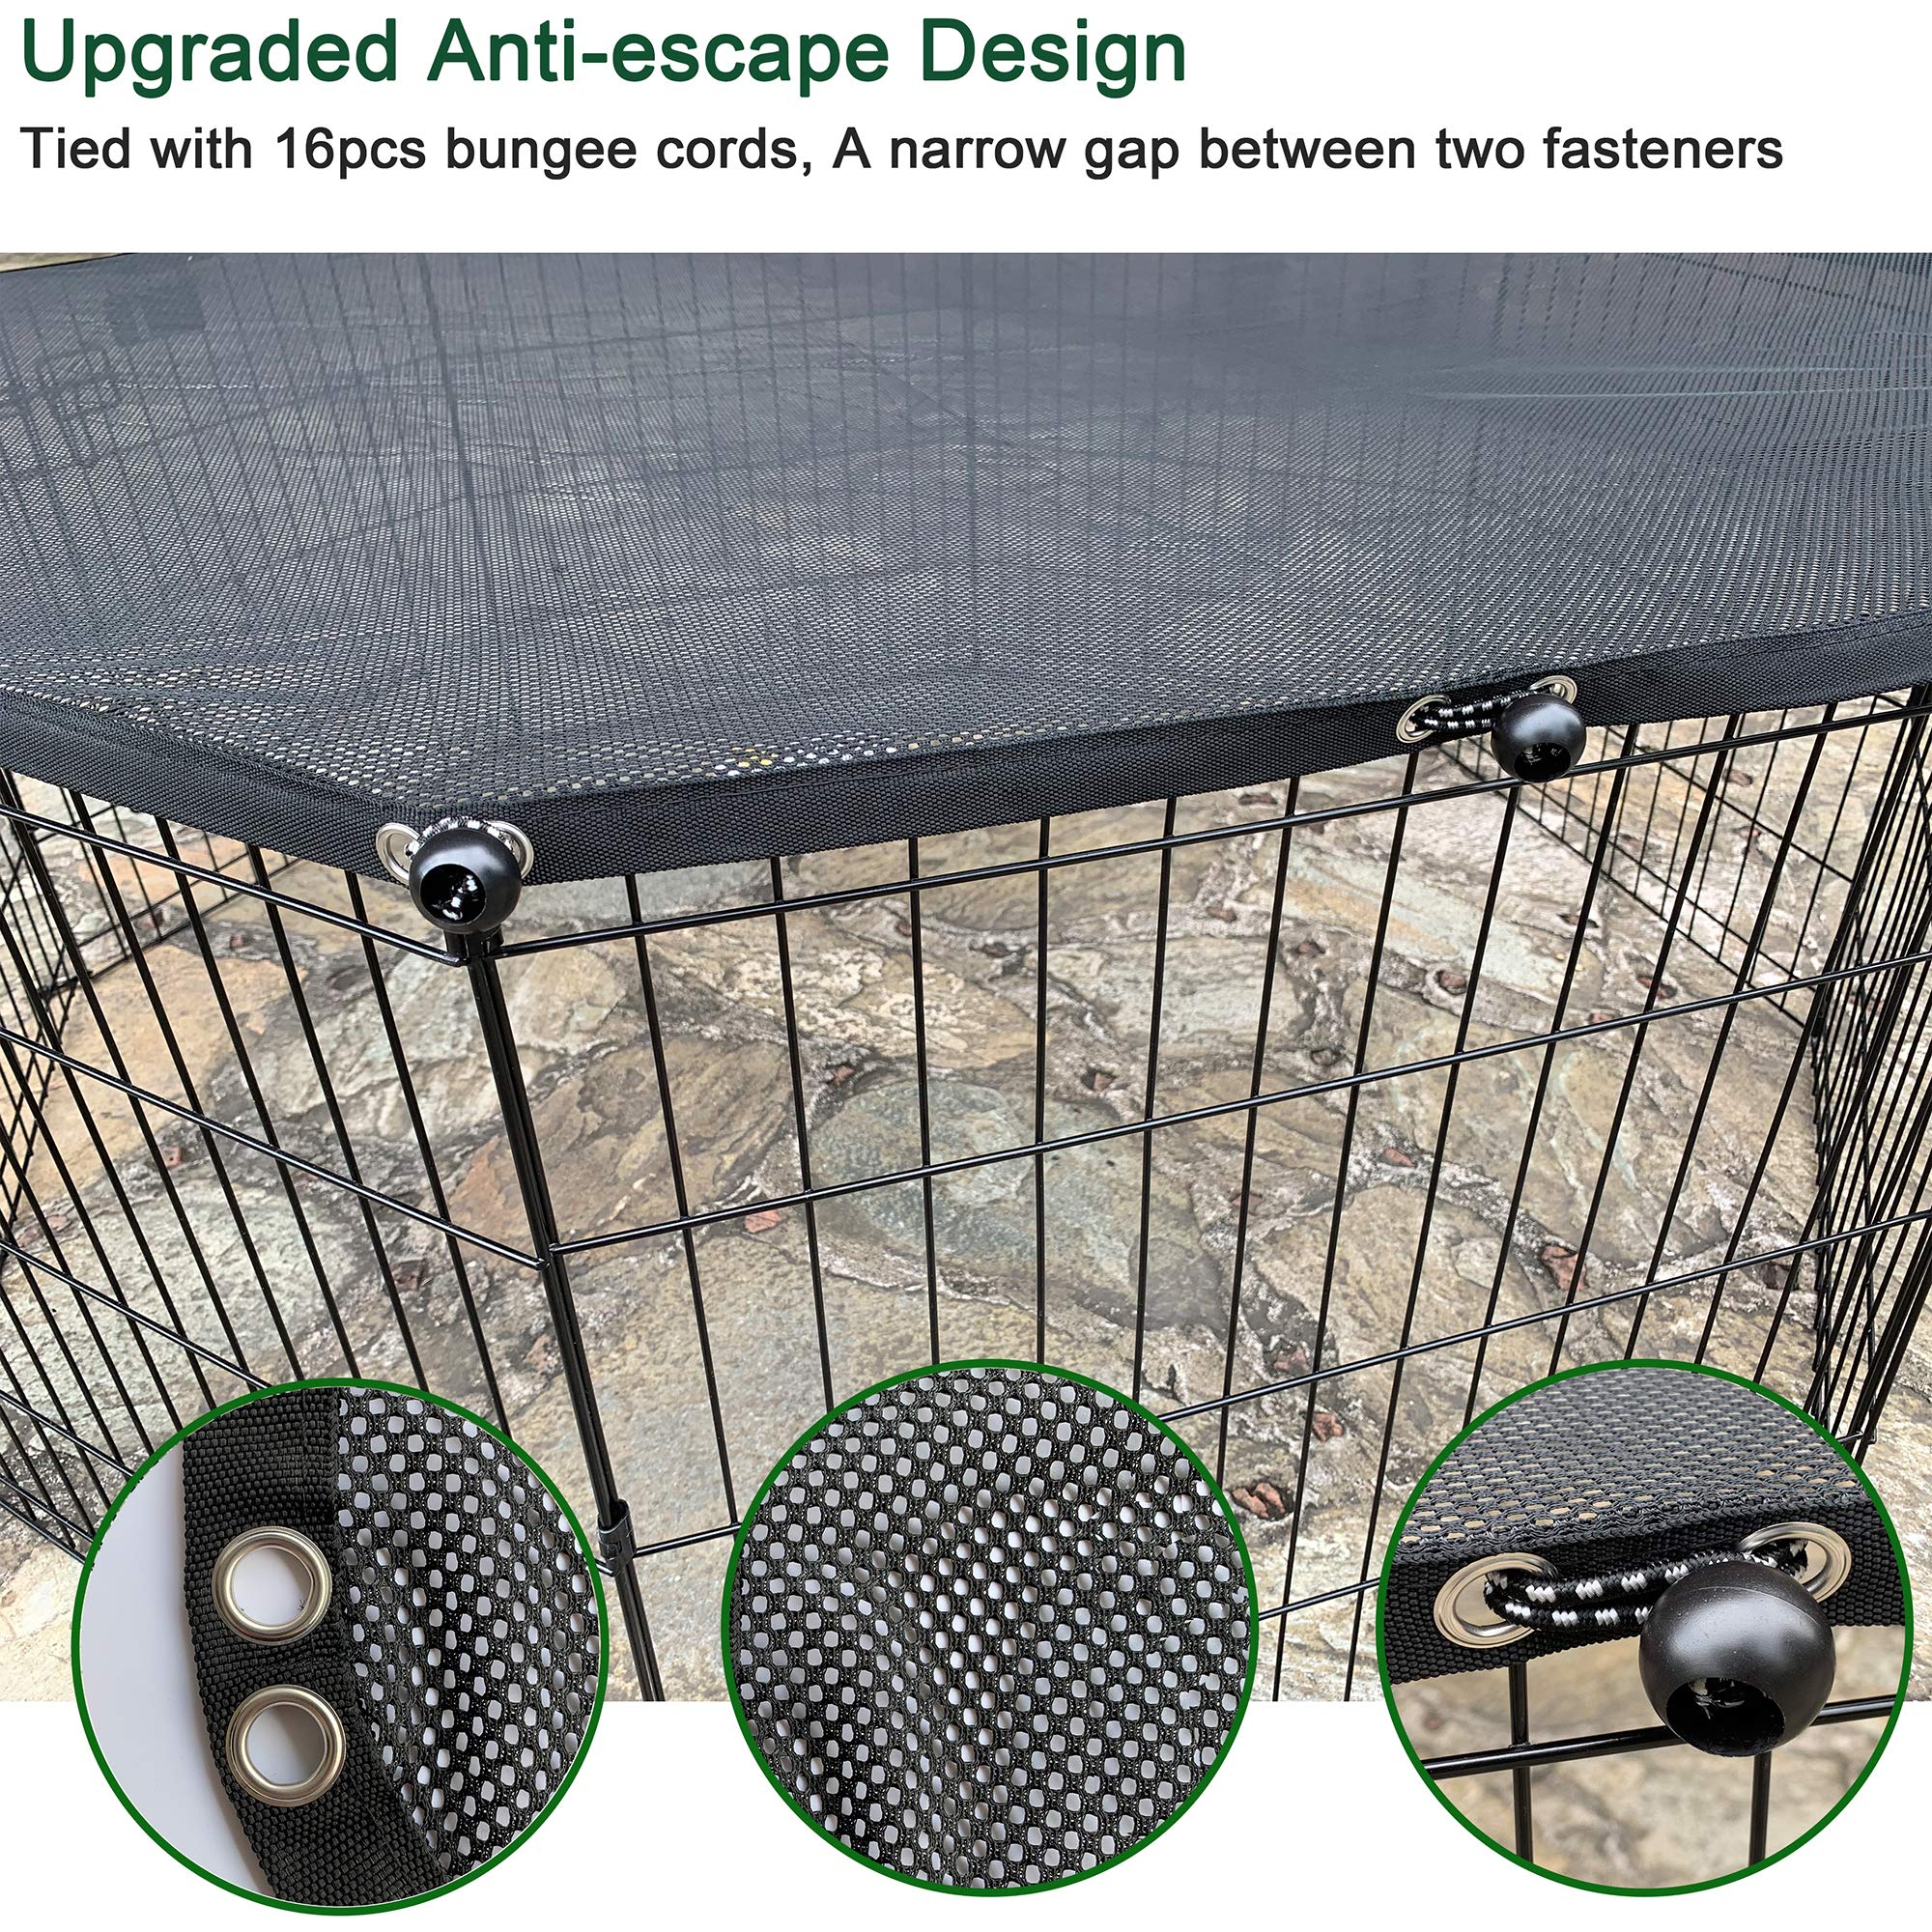 Upgraded Anti-escape Design
Tied with 16pcs bungee cords, A narrow gap between two fasteners